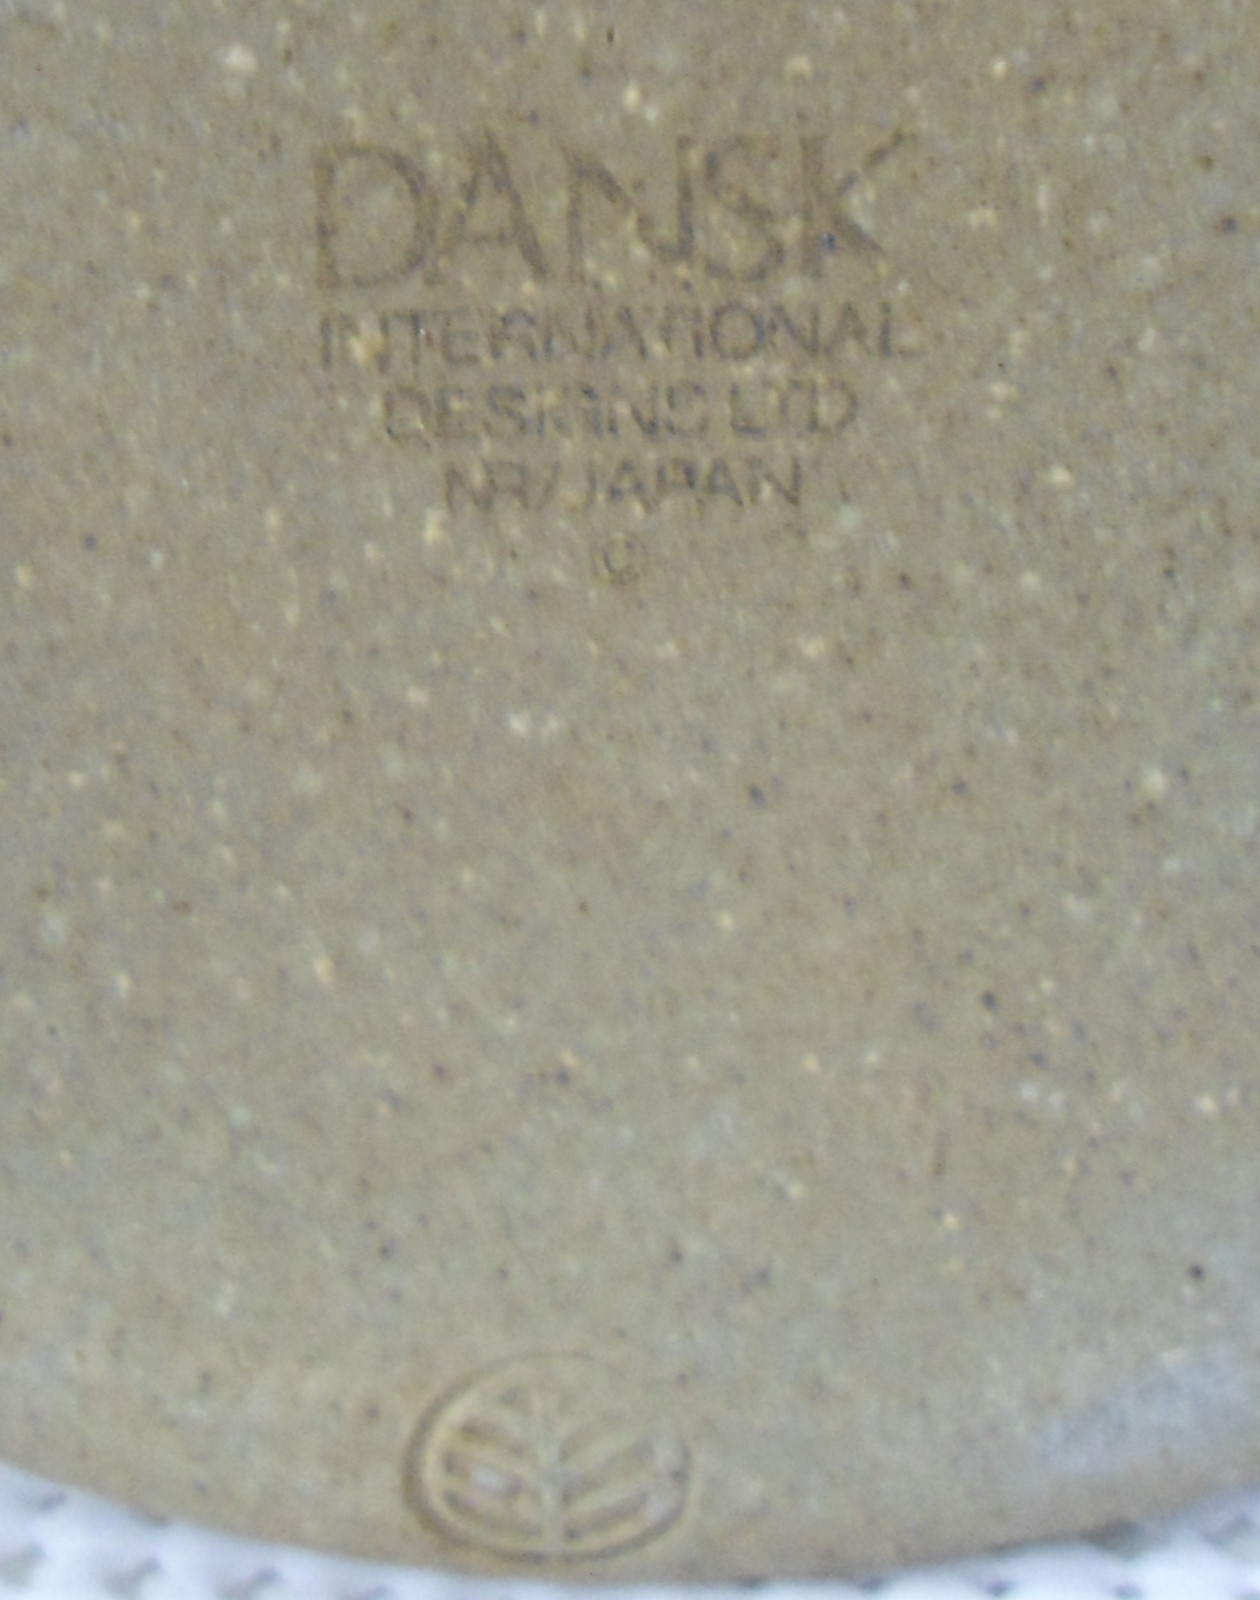 DANSK
INTERNATIONAL
DESIGNS LTD
NR/JAPAN
©